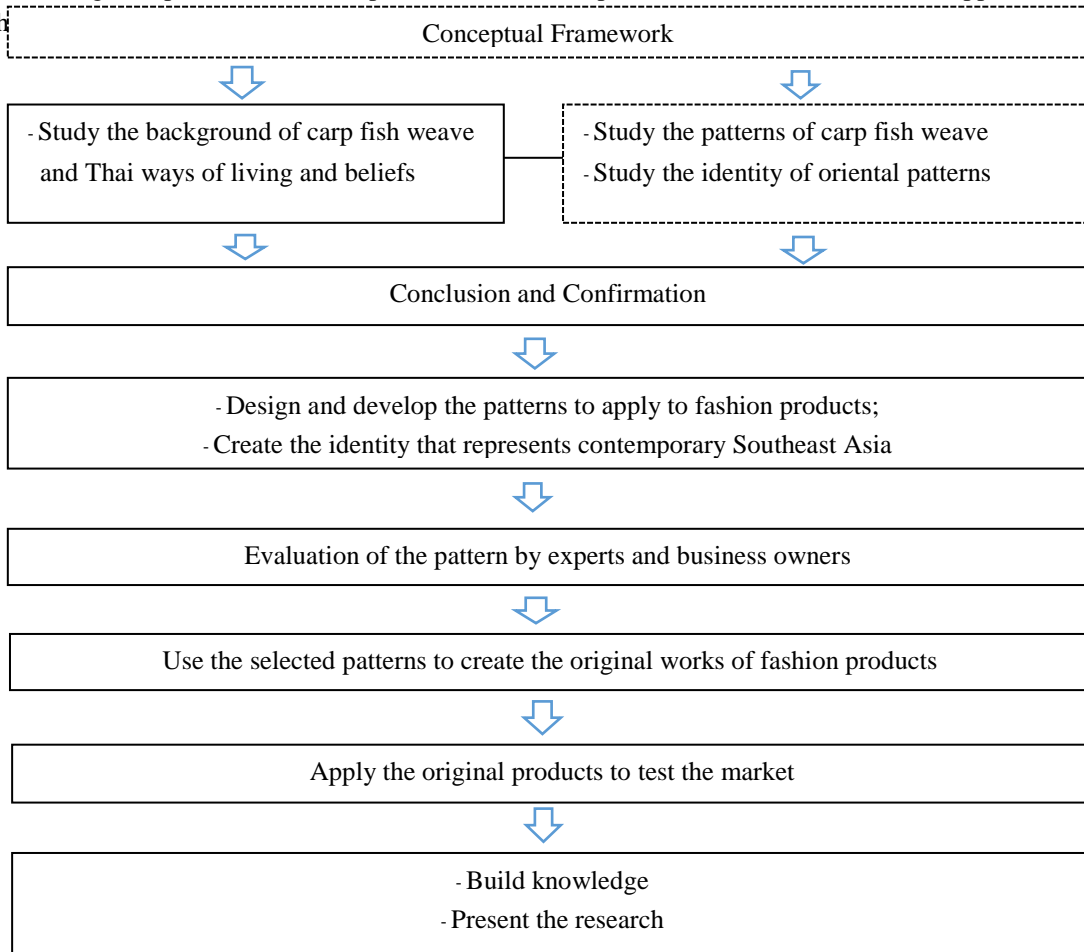 Conceptual Framework
- Study the background of carp fish weave
and Thai ways of living and beliefs
- Study the patterns of carp fish weave
- Study the identity of oriental patterns
Conclusion and Confirmation
- Design and develop the patterns to apply to fashion products;
- Create the identity that represents contemporary Southeast Asia
Evaluation of the pattern by experts and business owners
Use the selected patterns to create the original works of fashion products
Apply the original products to test the market
- Build knowledge
- Present the research